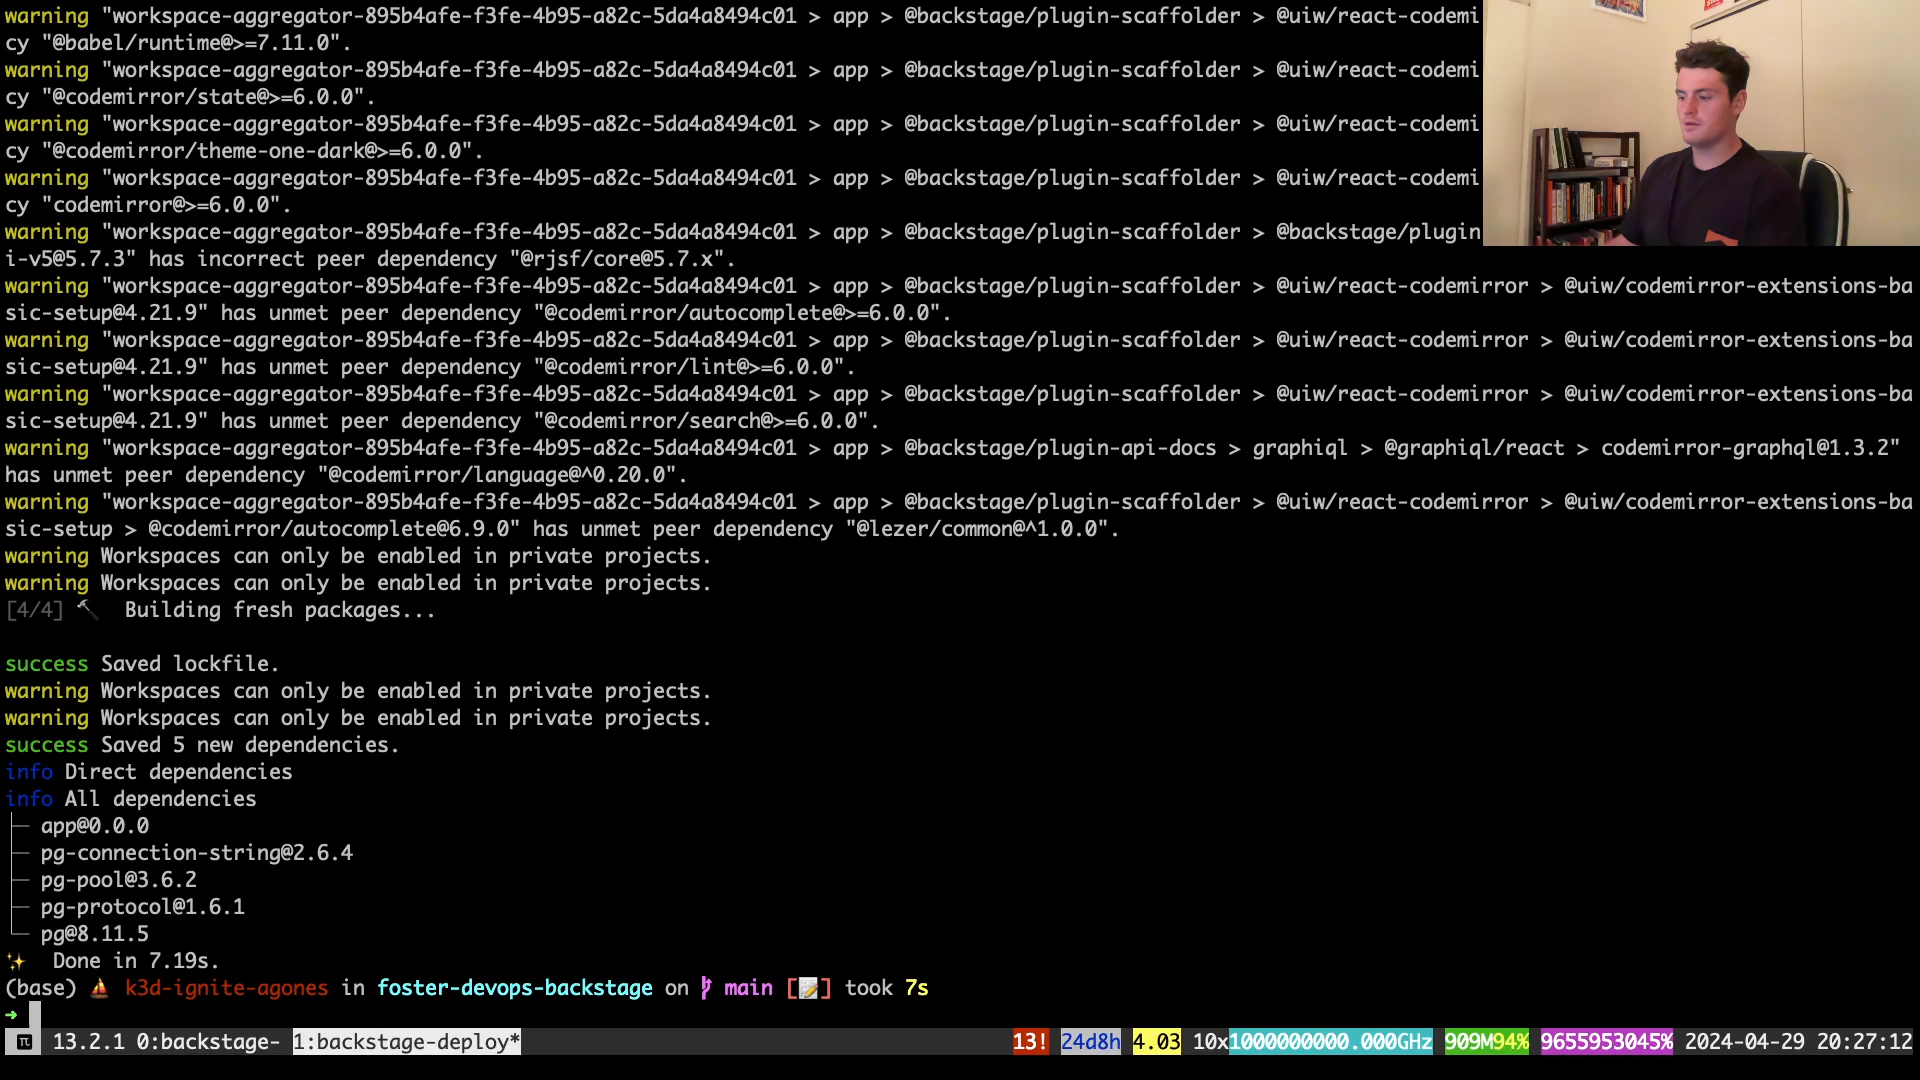 warning "workspace-aggregator-895b4afe-f3fe-4b95-a82c-5da4a8494c01 > app > @backstage/plugin-scaffolder > @uiw/react-codemi
cy "@babel/runtime@>=7.11.0".
warning "workspace-aggregator-895b4afe-f3fe-4b95-a82c-5da4a8494c01 > app > @backstage/plugin-scaffolder > @uiw/react-codemi
cy "@codemirror/state@>=6.0.0".
warning "workspace-aggregator-895b4afe-f3fe-4b95-a82c-5da4a8494c01 > app > @backstage/plugin-scaffolder > @uiw/react-codemi
cy "@codemirror/theme-one-dark@>=6.0.0".
warning "workspace-aggregator-895b4afe-f3fe-4b95-a82c-5da4a8494c01 > app > @backstage/plugin-scaffolder > @uiw/react-codemi
cy "codemirror@>=6.0.0".
warning "workspace-aggregator-895b4afe-f3fe-4b95-a82c-5da4a8494c01 > app > @backstage/plugin-scaffolder > @backstage/plugin
i-v5@5.7.3" has incorrect peer dependency "@rjsf/core@5.7.x".
warning "workspace-aggregator-895b4afe-f3fe-4b95-a82c-5da4a8494c01 > app > @backstage/plugin-scaffolder > @uiw/react-codemirror > @uiw/codemirror-extensions-ba
sic-setup@4.21.9" has unmet peer dependency "@codemirror/autocomplete@>=6.0.0".
warning "workspace-aggregator-895b4afe-f3fe-4b95-a82c-5da4a8494c01 > app > @backstage/plugin-scaffolder > @uiw/react-codemirror > @uiw/codemirror-extensions-ba
sic-setup@4.21.9" has unmet peer dependency "@codemirror/lint@>=6.0.0".
warning "workspace-aggregator-895b4afe-f3fe-4b95-a82c-5da4a8494c01 > app > @backstage/plugin-scaffolder > @uiw/react-codemirror > @uiw/codemirror-extensions-ba
sic-setup@4.21.9" has unmet peer dependency "@codemirror/search@>=6.0.0".
warning "workspace-aggregator-895b4afe-f3fe-4b95-a82c-5da4a8494c01 > app > @backstage/plugin-api-docs > graphiql > @graphiql/react > codemirror-graphql@1.3.2"
has unmet peer dependency "@codemirror/language@^0.20.0".
warning "workspace-aggregator-895b4afe-f3fe-4b95-a82c-5da4a8494c01 > app > @backstage/plugin-scaffolder > @uiw/react-codemirror > @uiw/codemirror-extensions-ba
sic-setup > @codemirror/autocomplete@6.9.0" has unmet peer dependency "@lezer/common@^1.0.0".
warning Workspaces can only be enabled in private projects.
warning Workspaces can only be enabled in private projects.
[4/4] 🔨  Building fresh packages...
success Saved lockfile.
warning Workspaces can only be enabled in private projects.
warning Workspaces can only be enabled in private projects.
success Saved 5 new dependencies.
info Direct dependencies
info All dependencies
├─ app@0.0.0
├─ pg-connection-string@2.6.4
├─ pg-pool@3.6.2
├─ pg-protocol@1.6.1
└─ pg@8.11.5
✨  Done in 7.19s.
(base) ⛵ k3d-ignite-agones in foster-devops-backstage on main [📝] took 7s
➜
π 13.2.1 0:backstage- 1:backstage-deploy* 13! 24d8h 4.03 10x1000000000.000GHz 909M94% 9655953045% 2024-04-29 20:27:12